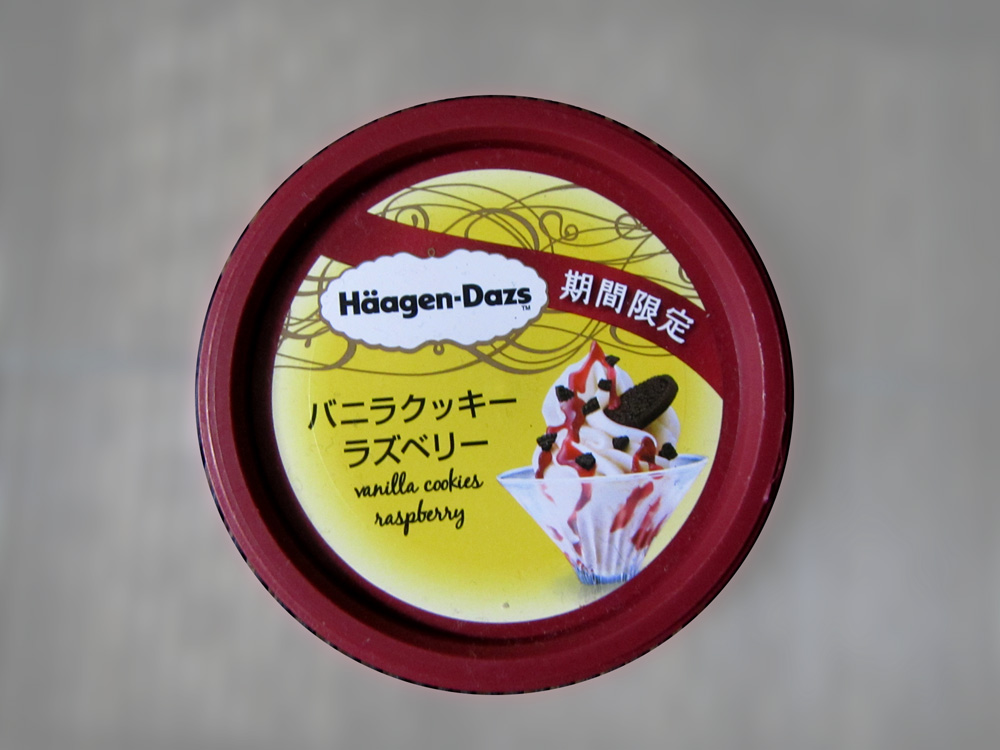 Häagen-Dazs™
期間限定
バニラクッキー
ラズベリー
vanilla cookies
raspberry